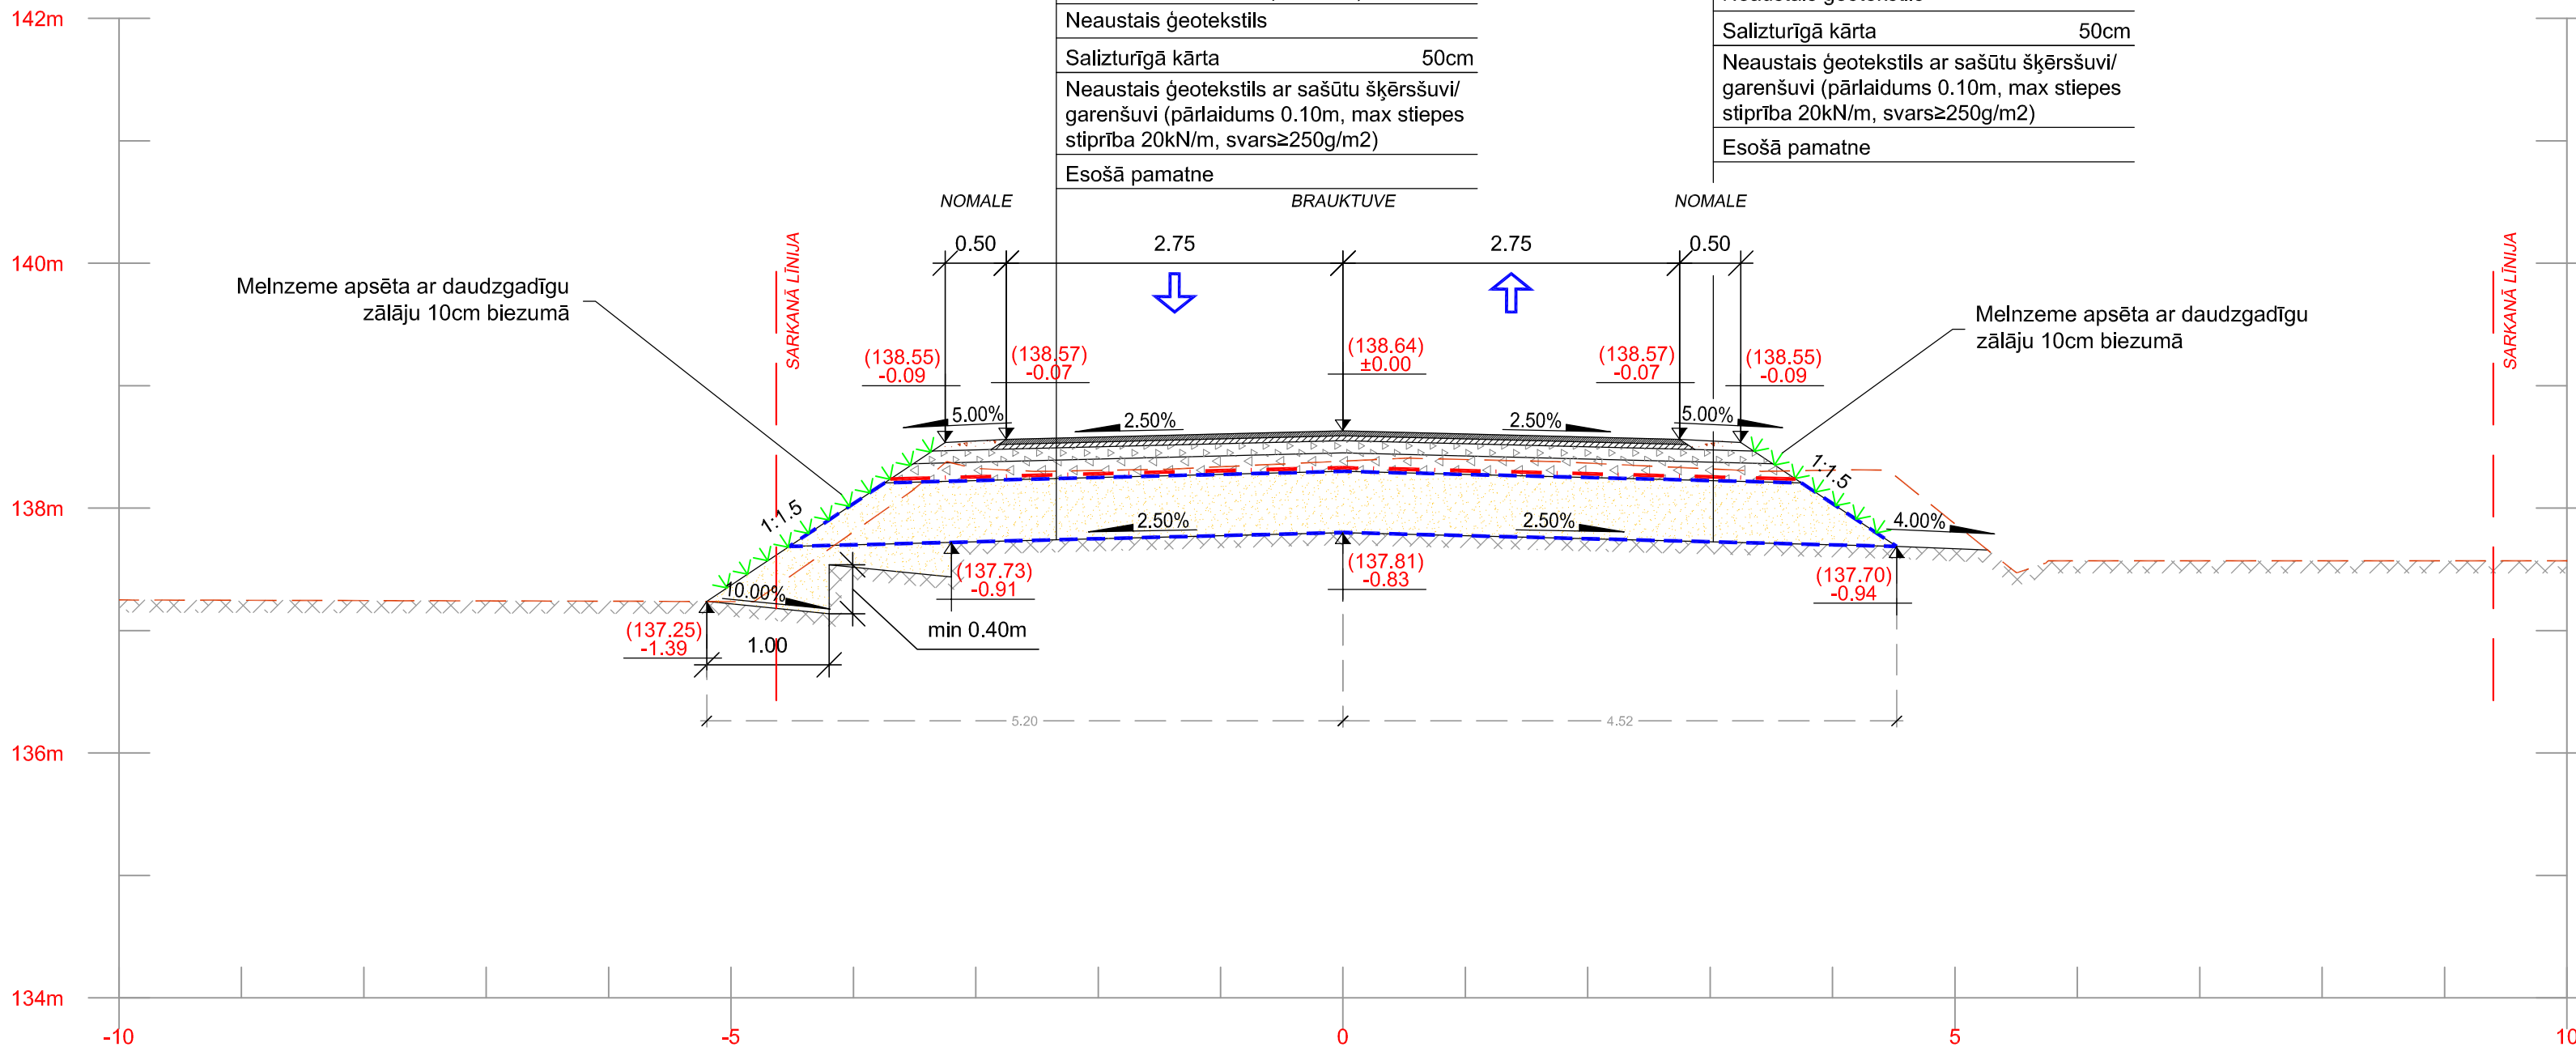 142m
Neaustais ģeotekstils
Salizturīgā kārta 50cm
Neaustais ģeotekstils ar sašūtu šķērsšuvi/
garenšuvi (pārlaidums 0.10m, max stiepes
stiprība 20kN/m, svars≥250g/m2)
Esošā pamatne
Salizturīgā kārta 50cm
Neaustais ģeotekstils ar sašūtu šķērsšuvi/
garenšuvi (pārlaidums 0.10m, max stiepes
stiprība 20kN/m, svars≥250g/m2)
Esošā pamatne
NOMALE BRAUKTUVE NOMALE
0.50 2.75 2.75 0.50
140m
SARKANĀ LĪNIJA
SARKANĀ LĪNIJA
Melnzeme apsēta ar daudzgadīgu
zālāju 10cm biezumā
Melnzeme apsēta ar daudzgadīgu
zālāju 10cm biezumā
(138.55)
-0.09
(138.57)
-0.07
(138.64)
±0.00
(138.57)
-0.07
(138.55)
-0.09
5.00% 2.50% 2.50% 5.00%
1:1.5
1:1.5
138m
2.50% 2.50% 4.00%
10.00%
(137.73)
-0.91
(137.81)
-0.83
(137.70)
-0.94
(137.25)
-1.39
1.00
min 0.40m
5.20 4.52
136m
134m
-10 -5 0 5 10